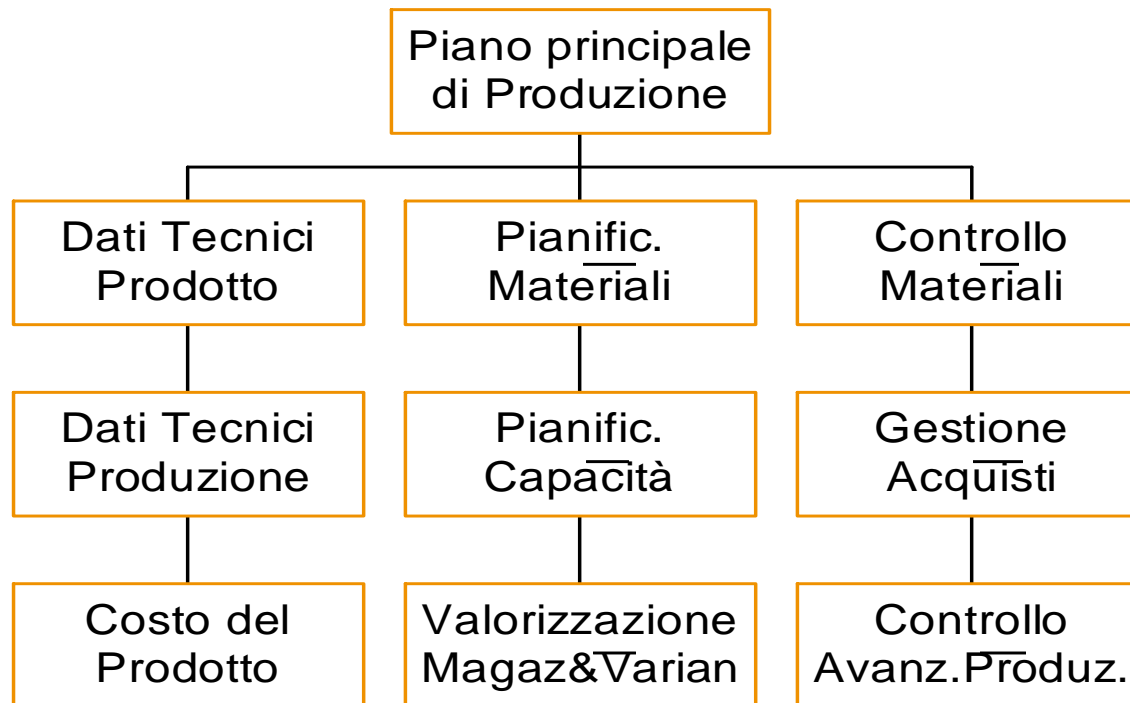 Piano principale
di Produzione
Dati Tecnici
Prodotto
Pianific.
Materiali
Controllo
Materiali
Dati Tecnici
Produzione
Pianific.
Capacità
Gestione
Acquisti
Costo del
Prodotto
Valorizzazione
Magaz&Varian
Controllo
Avanz.Produz.